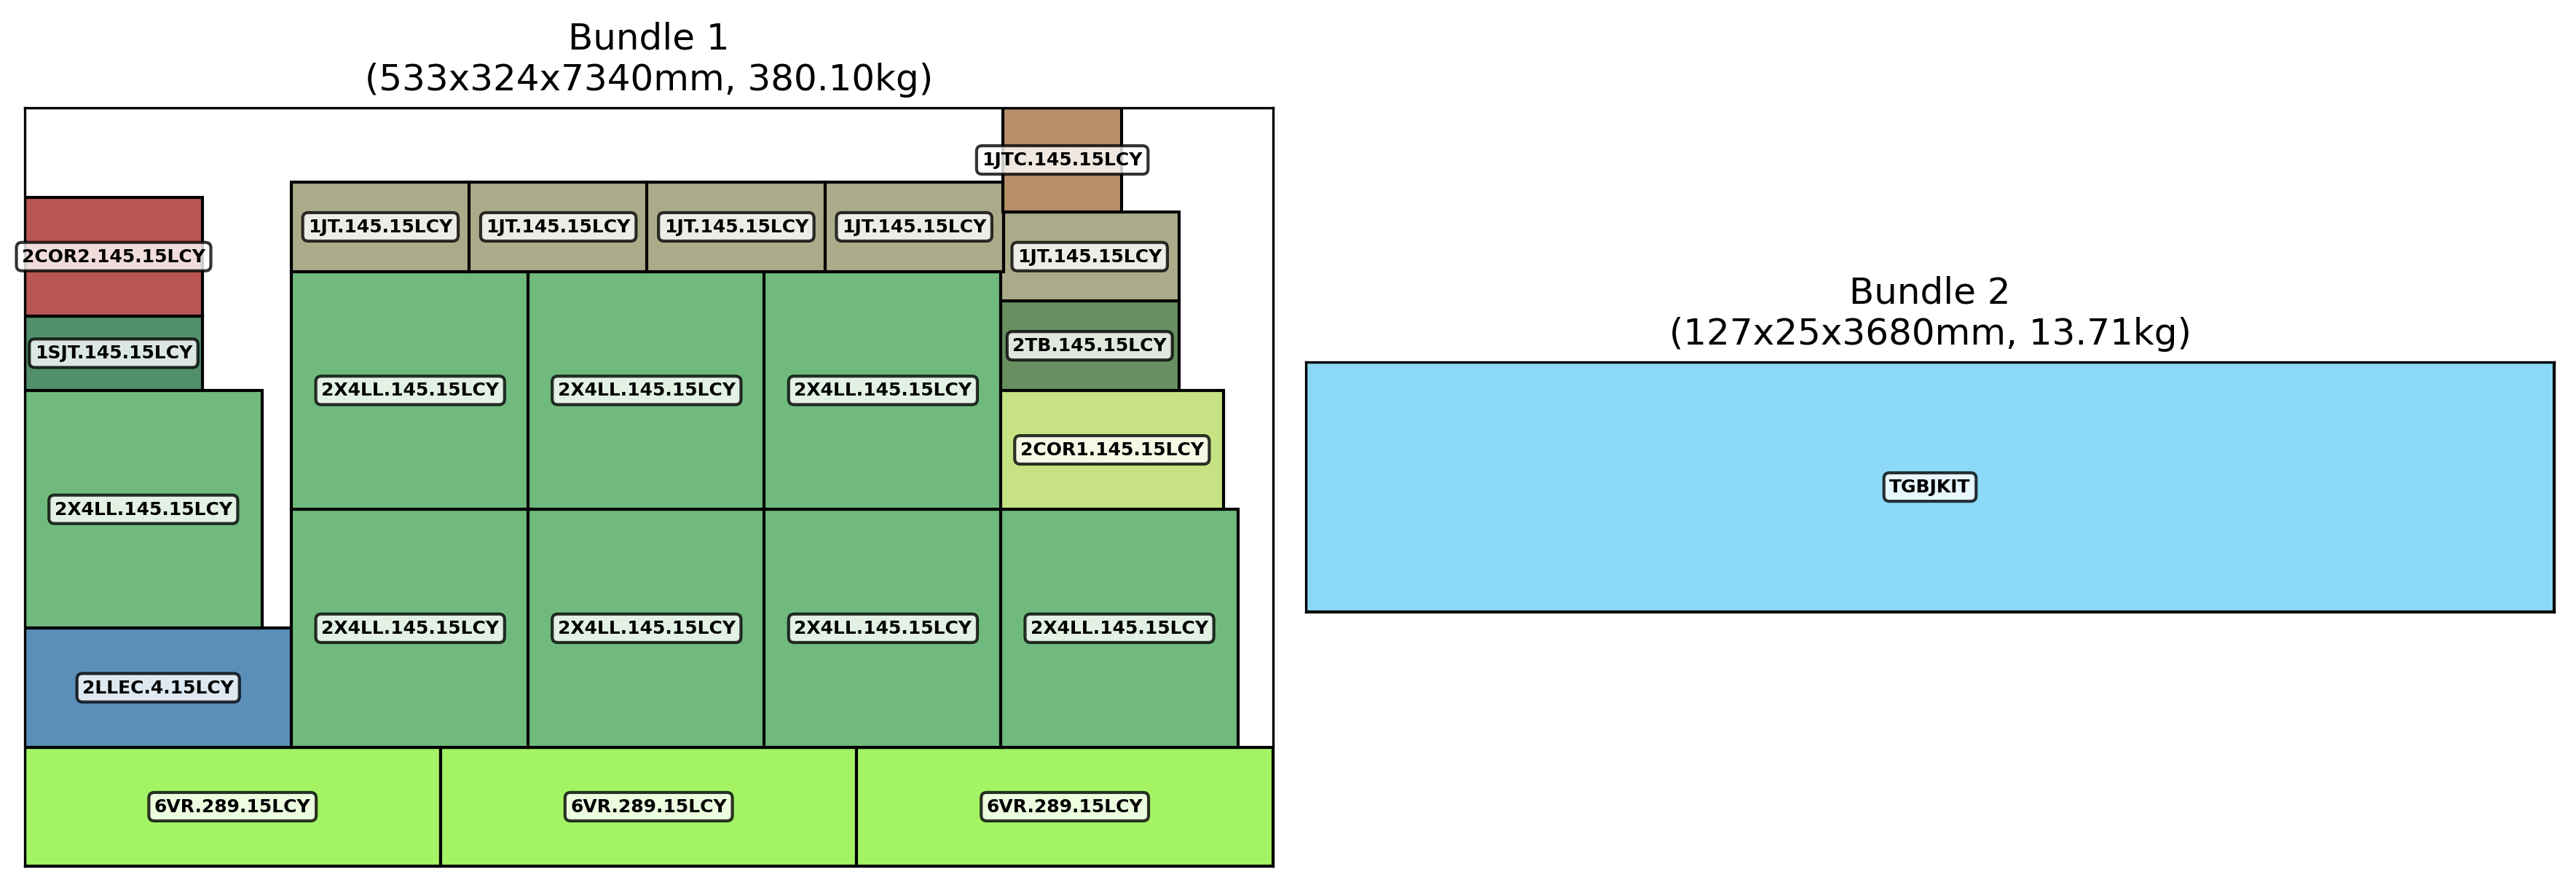 Bundle 1
(533x324x7340mm, 380.10kg)
1JTC.145.15LCY
1JT.145.15LCY
1JT.145.15LCY
1JT.145.15LCY
1JT.145.15LCY
2COR2.145.15LCY
1JT.145.15LCY
1SJT.145.15LCY
2TB.145.15LCY
2X4LL.145.15LCY
2X4LL.145.15LCY
2X4LL.145.15LCY
2COR1.145.15LCY
2X4LL.145.15LCY
2X4LL.145.15LCY
2X4LL.145.15LCY
2X4LL.145.15LCY
2X4LL.145.15LCY
2LLEC.4.15LCY
6VR.289.15LCY
6VR.289.15LCY
6VR.289.15LCY
Bundle 2
(127x25x3680mm, 13.71kg)
TGBJKIT